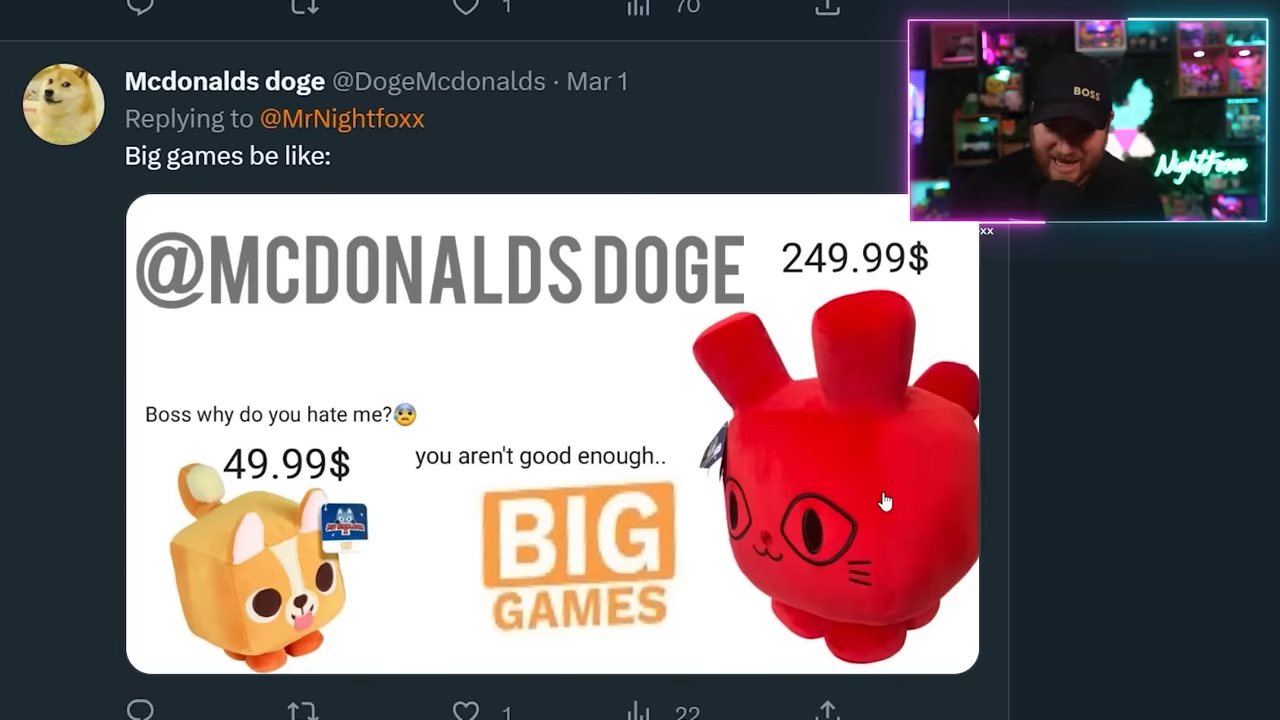 1
70
Mcdonalds doge @DogeMcdonalds · Mar 1
Replying to @MrNightfoxx
Big games be like:
BOSS
NightFoxx
xx
@MCDONALDS DOGE
249.99$
Boss why do you hate me?😰
49.99$
you aren't good enough..
BIG
GAMES
1
22